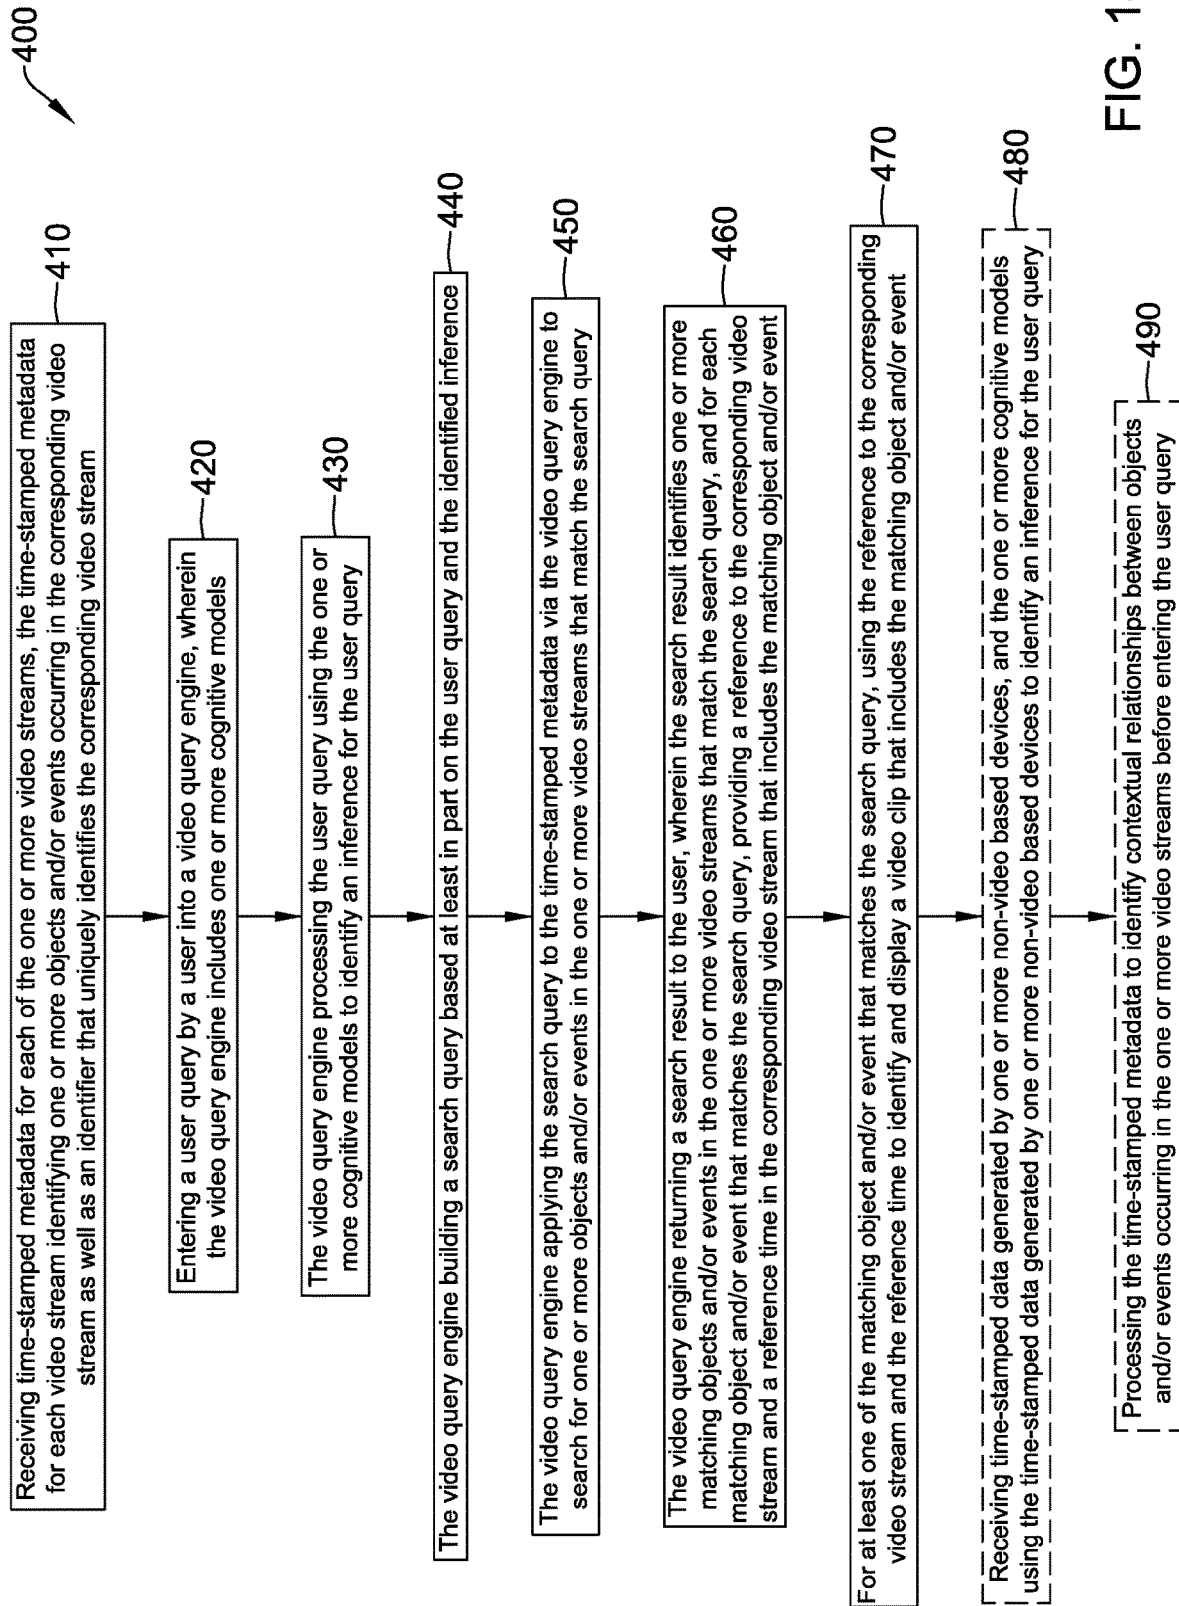 400
410
Receiving time-stamped metadata for each of the one or more video streams, the time-stamped metadata
for each video stream identifying one or more objects and/or events occurring in the corresponding video
stream as well as an identifier that uniquely identifies the corresponding video stream
420
Entering a user query by a user into a video query engine, wherein
the video query engine includes one or more cognitive models
430
The video query engine processing the user query using the one or
more cognitive models to identify an inference for the user query
440
The video query engine building a search query based at least in part on the user query and the identified inference
450
The video query engine applying the search query to the time-stamped metadata via the video query engine to
search for one or more objects and/or events in the one or more video streams that match the search query
460
The video query engine returning a search result to the user, wherein the search result identifies one or more
matching objects and/or events in the one or more video streams that match the search query, and for each
matching object and/or event that matches the search query, providing a reference to the corresponding video
stream and a reference time in the corresponding video stream that includes the matching object and/or event
470
For at least one of the matching object and/or event that matches the search query, using the reference to the corresponding
video stream and the reference time to identify and display a video clip that includes the matching object and/or event
480
Receiving time-stamped data generated by one or more non-video based devices, and the one or more cognitive models
using the time-stamped data generated by one or more non-video based devices to identify an inference for the user query
490
Processing the time-stamped metadata to identify contextual relationships between objects
and/or events occurring in the one or more video streams before entering the user query
FIG.